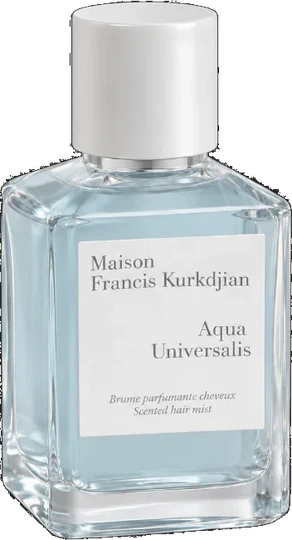 Maison
Francis Kurkdjian
Aqua
Universalis
Brume parfumante cheveux
Scented hair mist